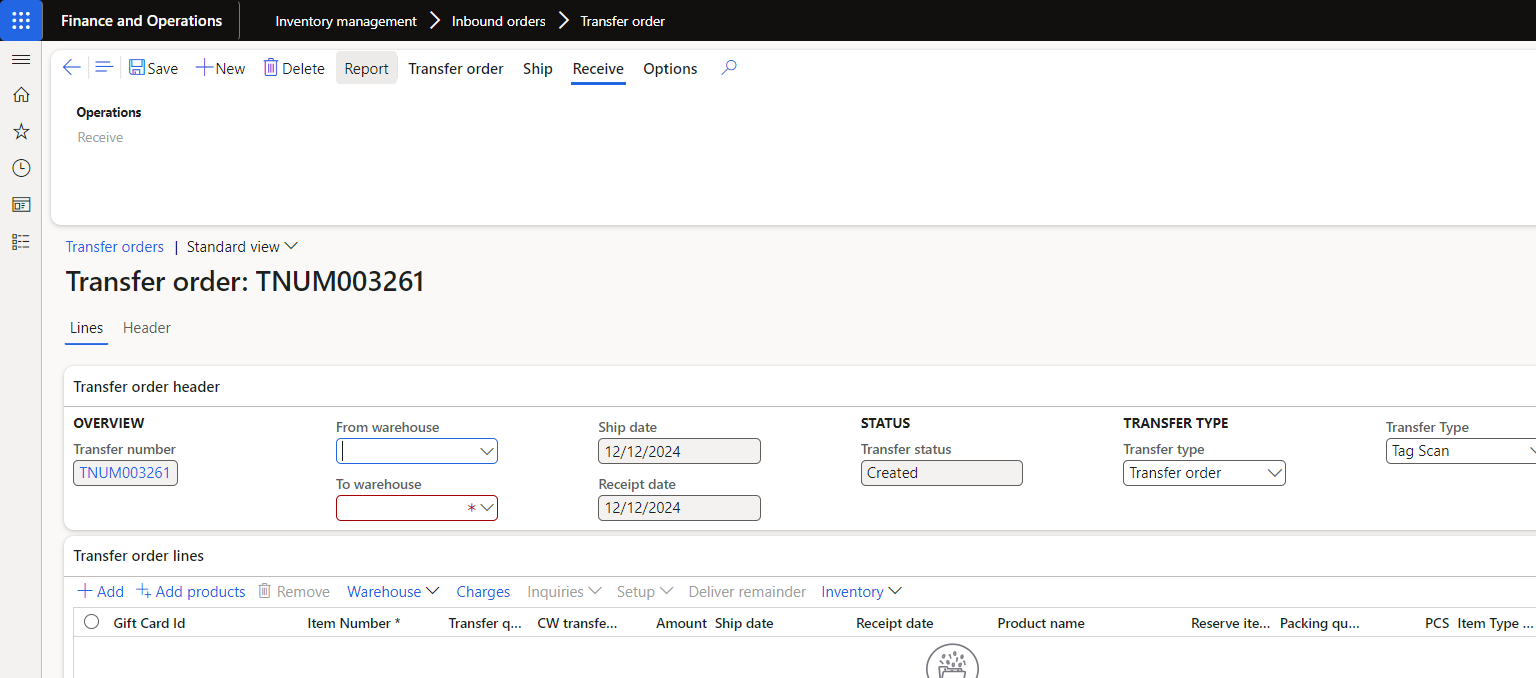 Finance and Operations
Inventory management Inbound orders Transfer order
Save New Delete Report Transfer order Ship Receive Options
Operations
Receive
Transfer orders | Standard view
Transfer order: TNUM003261
Lines Header
Transfer order header
OVERVIEW
Transfer number
TNUM003261
From warehouse
To warehouse
*
Ship date
12/12/2024
Receipt date
12/12/2024
STATUS
Transfer status
Created
TRANSFER TYPE
Transfer type
Transfer order
Transfer Type
Tag Scan
Transfer order lines
Add Add products Remove Warehouse Charges Inquiries Setup Deliver remainder Inventory
Gift Card Id Item Number * Transfer q... CW transfe... Amount Ship date Receipt date Product name Reserve ite... Packing qu... PCS Item Type ...